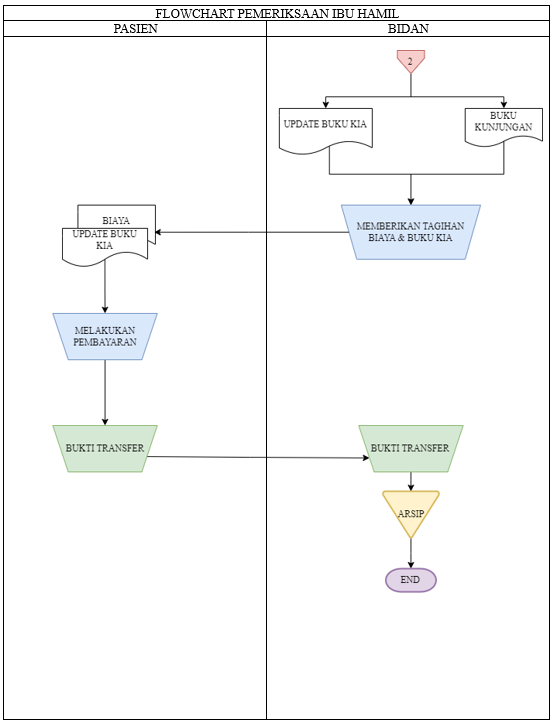 FLOWCHART PEMERIKSAAN IBU HAMIL
PASIEN
BIDAN
2
UPDATE BUKU KIA
BUKU
KUNJUNGAN
BIAYA
UPDATE BUKU
KIA
MEMBERIKAN TAGIHAN
BIAYA & BUKU KIA
MELAKUKAN
PEMBAYARAN
BUKTI TRANSFER
BUKTI TRANSFER
ARSIP
END